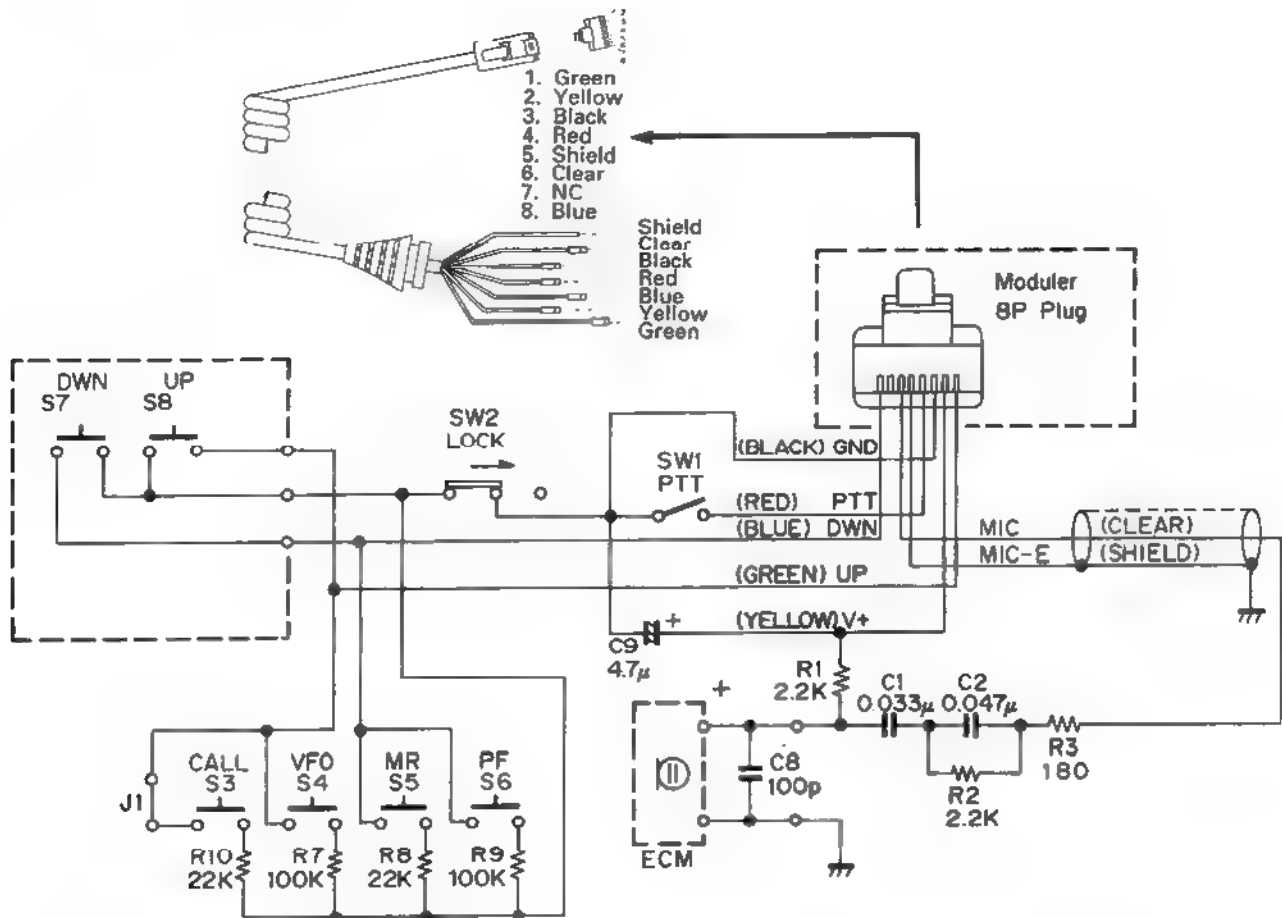 1. Green
2. Yellow
3. Black
4. Red
5. Shield
6. Clear
7. NC
8. Blue
Shield
Clear
Black
Red
Blue
Yellow
Green
Moduler
8P Plug
DWN
S7
UP
S8
SW2
LOCK
SW1
PTT
(BLACK) GND
(RED) PTT
(BLUE) DWN
(GREEN) UP
(YELLOW) V+
MIC
(CLEAR)
MIC-E
(SHIELD)
C9
4.7μ
+
R1
2.2K
C1
0.033μ
C2
0.047μ
R3
180
R2
2.2K
+
C8
100p
ECM
J1
CALL
S3
VFO
S4
MR
S5
PF
S6
R10
22K
R7
100K
R8
22K
R9
100K